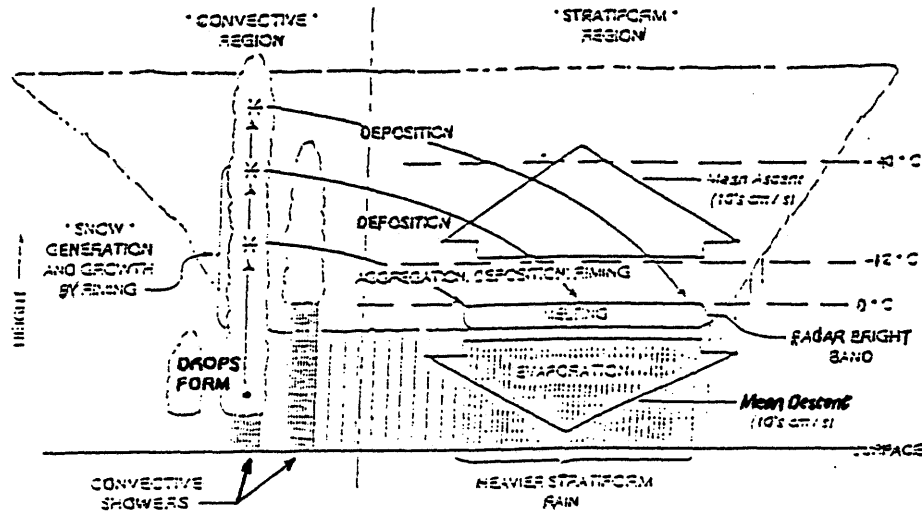 "CONVECTIVE"
REGION
"STRATIFORM"
REGION
DEPOSITION
°C
Mean Ascent
(10's cm/s)
DEPOSITION
"SNOW"
GENERATION
AND GROWTH
BY RIMING
-12°C
AGGREGATION, DEPOSITION, RIMING
0°C
MELTING
HEIGHT
RADAR BRIGHT
BAND
DROPS
FORM
EVAPORATION
Mean Descent
(10's cm/s)
SURFACE
CONVECTIVE
SHOWERS
HEAVIER STRATIFORM
RAIN